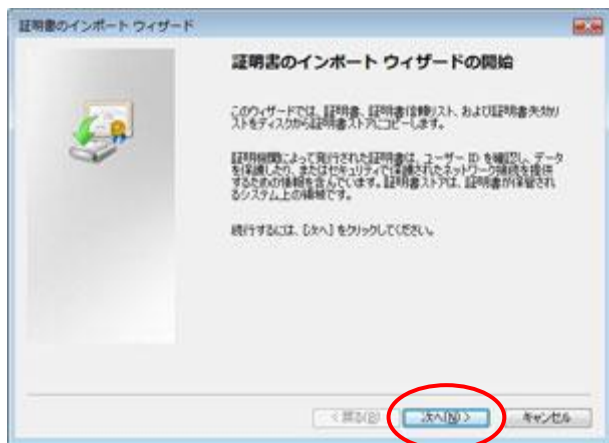 証明書のインポート ウィザード
証明書のインポート ウィザードの開始
このウィザードでは、証明書、証明書信頼リスト、および証明書失効リ
ストをディスクから証明書ストアにコピーします。
証明機関によって発行された証明書は、ユーザー ID を確認し、データ
を保護したり、またはセキュリティで保護されたネットワーク接続を提供
するための情報を含んでいます。証明書ストアは、証明書が保管され
るシステム上の領域です。
続行するには、[次へ] をクリックしてください。
< 戻る(B)
次へ(N) >
キャンセル